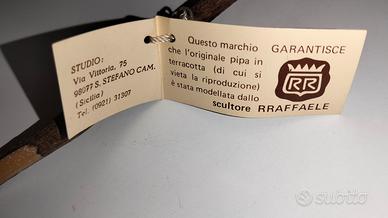 STUDIO:
Via Vittoria, 75
98077 S. STEFANO CAM.
(Sicilia)
Tel. (0921) 31307
Questo marchio
che l'originale pipa in
terracotta (di cui si
vieta la riproduzione)
è stata modellata dallo
scultore RRAFFAELE
GARANTISCE
RR
subito